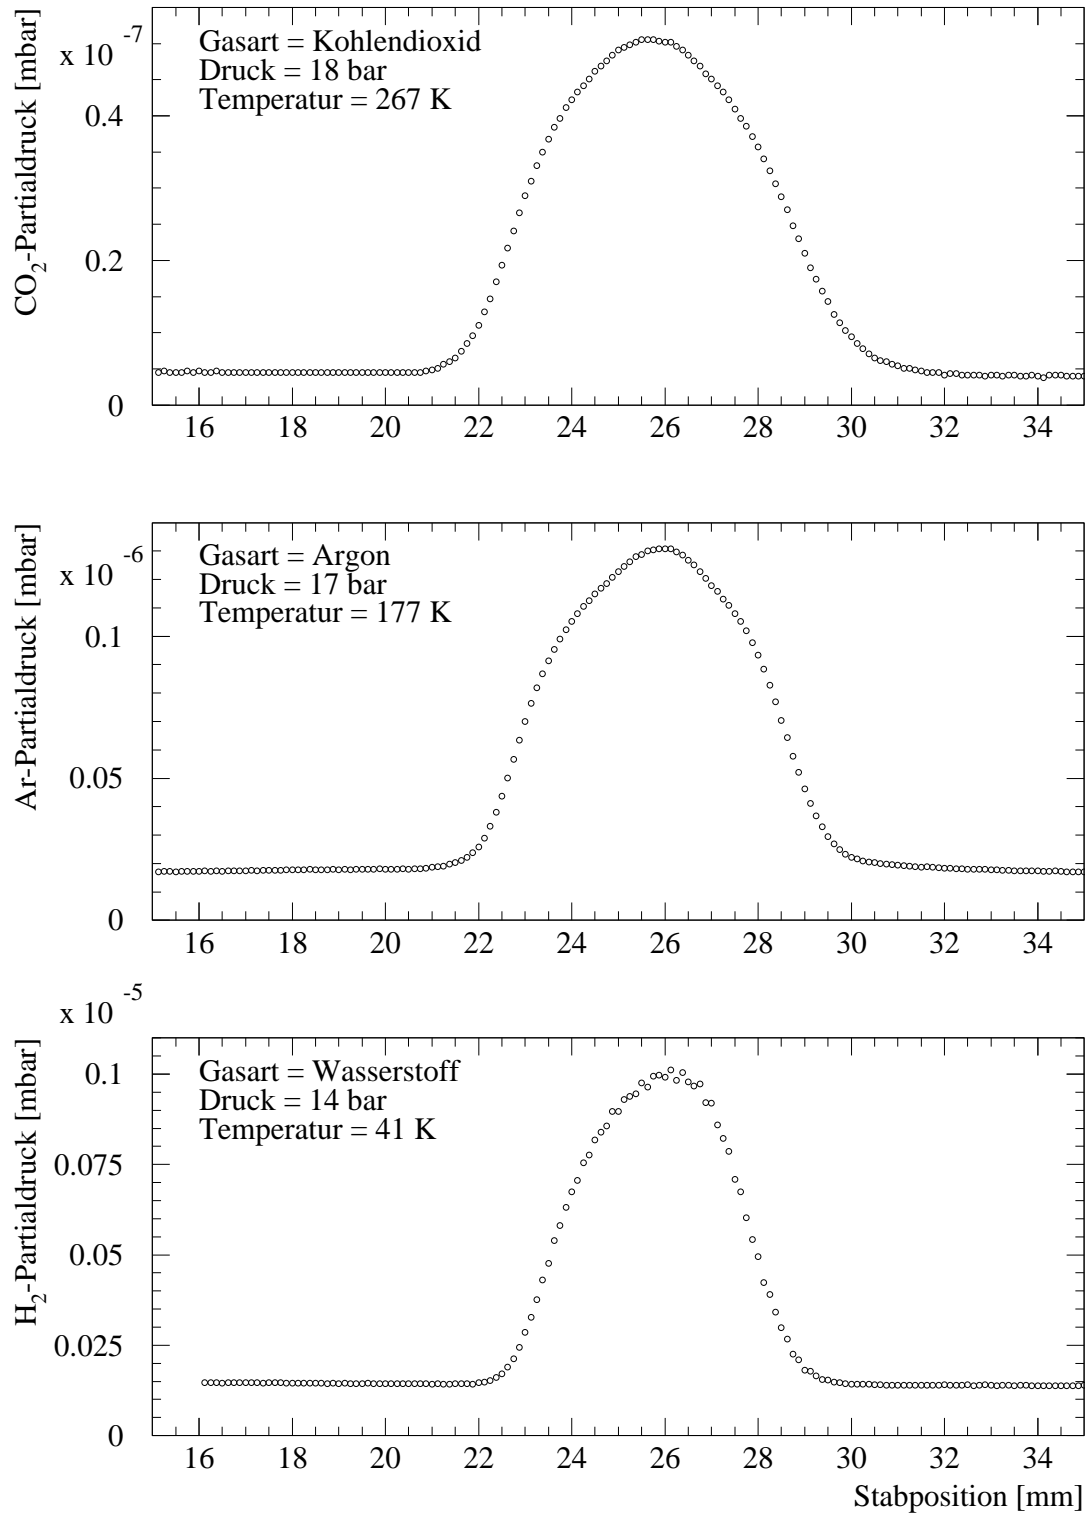 CO2-Partialdruck [mbar]
x 10 -7
Gasart = Kohlendioxid
Druck = 18 bar
Temperatur = 267 K
0.4
0.2
0
16 18 20 22 24 26 28 30 32 34
Ar-Partialdruck [mbar]
x 10 -6
Gasart = Argon
Druck = 17 bar
Temperatur = 177 K
0.1
0.05
0
16 18 20 22 24 26 28 30 32 34
H2-Partialdruck [mbar]
x 10 -5
Gasart = Wasserstoff
Druck = 14 bar
Temperatur = 41 K
0.1
0.075
0.05
0.025
0
16 18 20 22 24 26 28 30 32 34
Stabposition [mm]